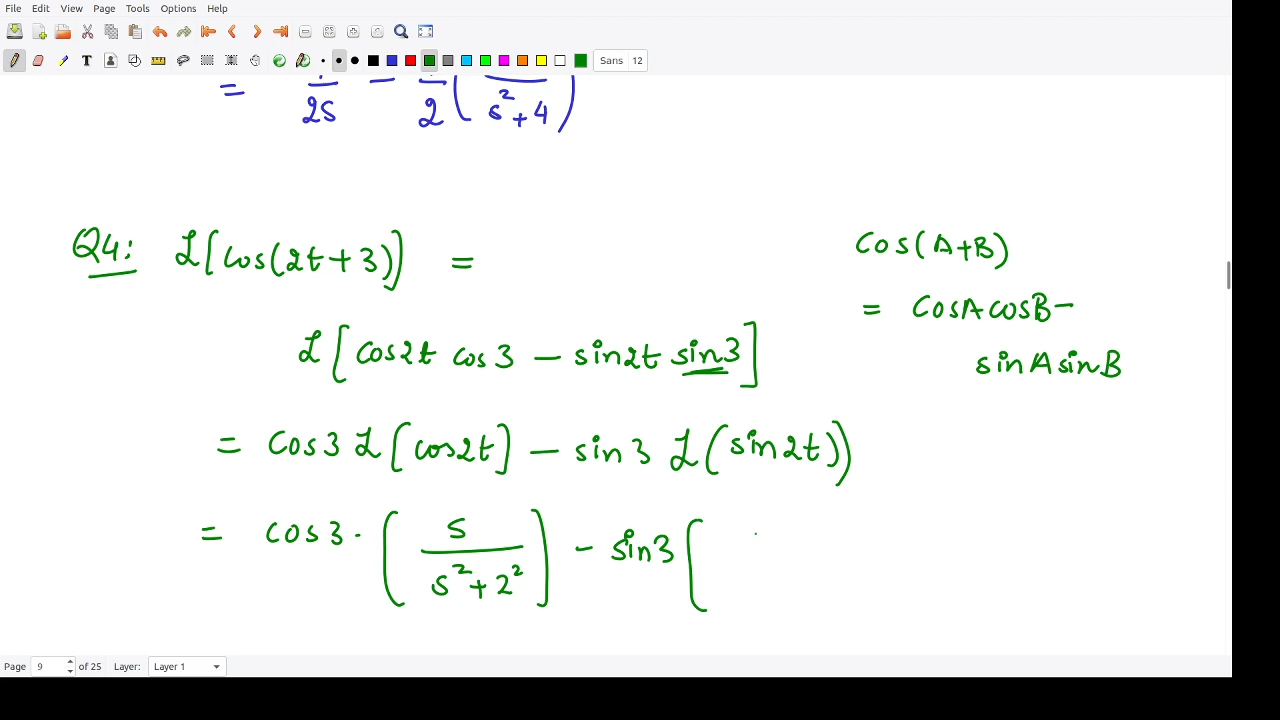 File Edit View Page Tools Options Help
Sans 12
= 2s - 2 ( s²+4 )
Q4: ℒ[cos(2t+3)] =
cos(A+B)
= cosA cosB -
sinA sinB
ℒ[cos2t cos3 - sin2t sin3]
= cos3 ℒ[cos2t] - sin3 ℒ(sin2t))
= cos3 · ( s / s²+2² ) - sin3 (
Page 9 of 25 Layer: Layer 1